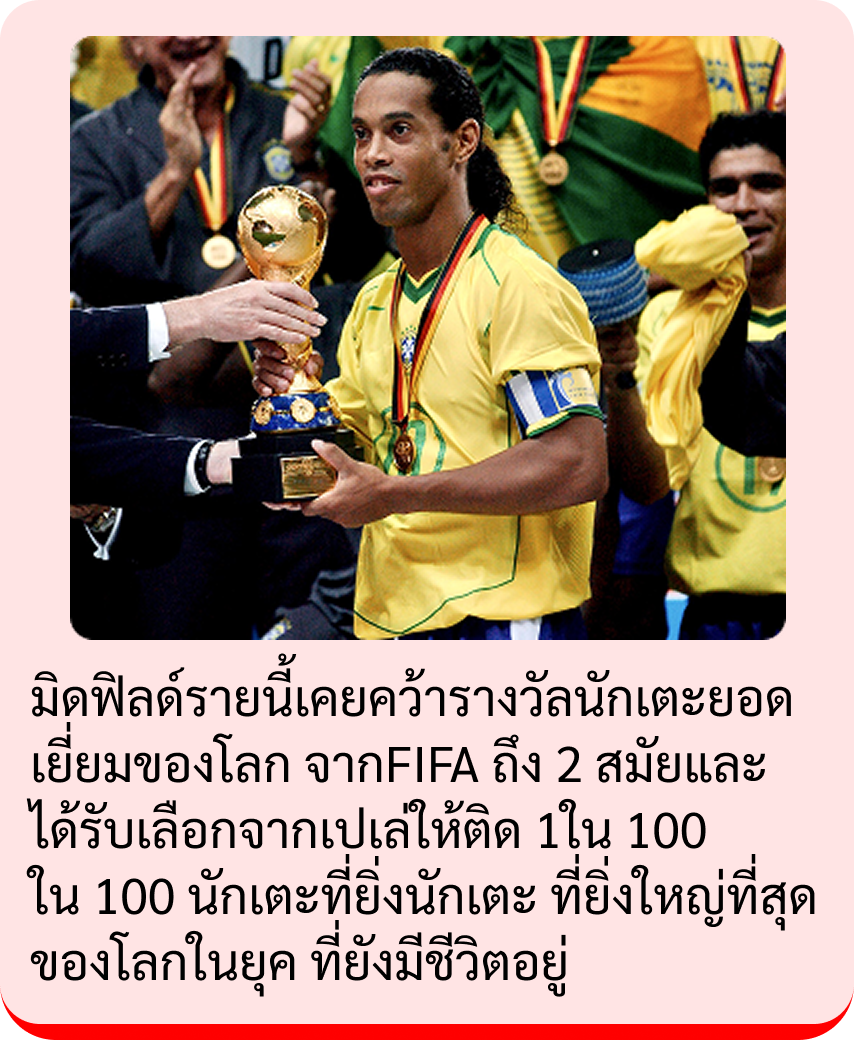 มิดฟิลด์รายนี้เคยคว้ารางวัลนักเตะยอด
เยี่ยมของโลก จากFIFA ถึง 2 สมัยและ
ได้รับเลือกจากเปเล่ให้ติด 1ใน 100
ใน 100 นักเตะที่ยิ่งนักเตะ ที่ยิ่งใหญ่ที่สุด
ของโลกในยุค ที่ยังมีชีวิตอยู่